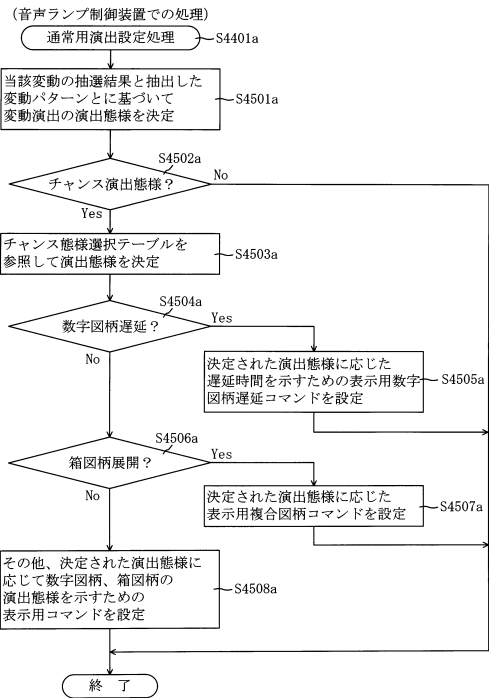 （音声ランプ制御装置での処理）
通常用演出設定処理
S4401a
当該変動の抽選結果と抽出した
変動パターンとに基づいて
変動演出の演出態様を決定
S4501a
S4502a
チャンス演出態様？
No
Yes
チャンス態様選択テーブルを
参照して演出態様を決定
S4503a
S4504a
数字図柄遅延？
Yes
No
決定された演出態様に応じた
遅延時間を示すための表示用数字
図柄遅延コマンドを設定
S4505a
S4506a
箱図柄展開？
Yes
No
決定された演出態様に応じた
表示用複合図柄コマンドを設定
S4507a
その他、決定された演出態様に
応じて数字図柄、箱図柄の
演出態様を示すための
表示用コマンドを設定
S4508a
終 了